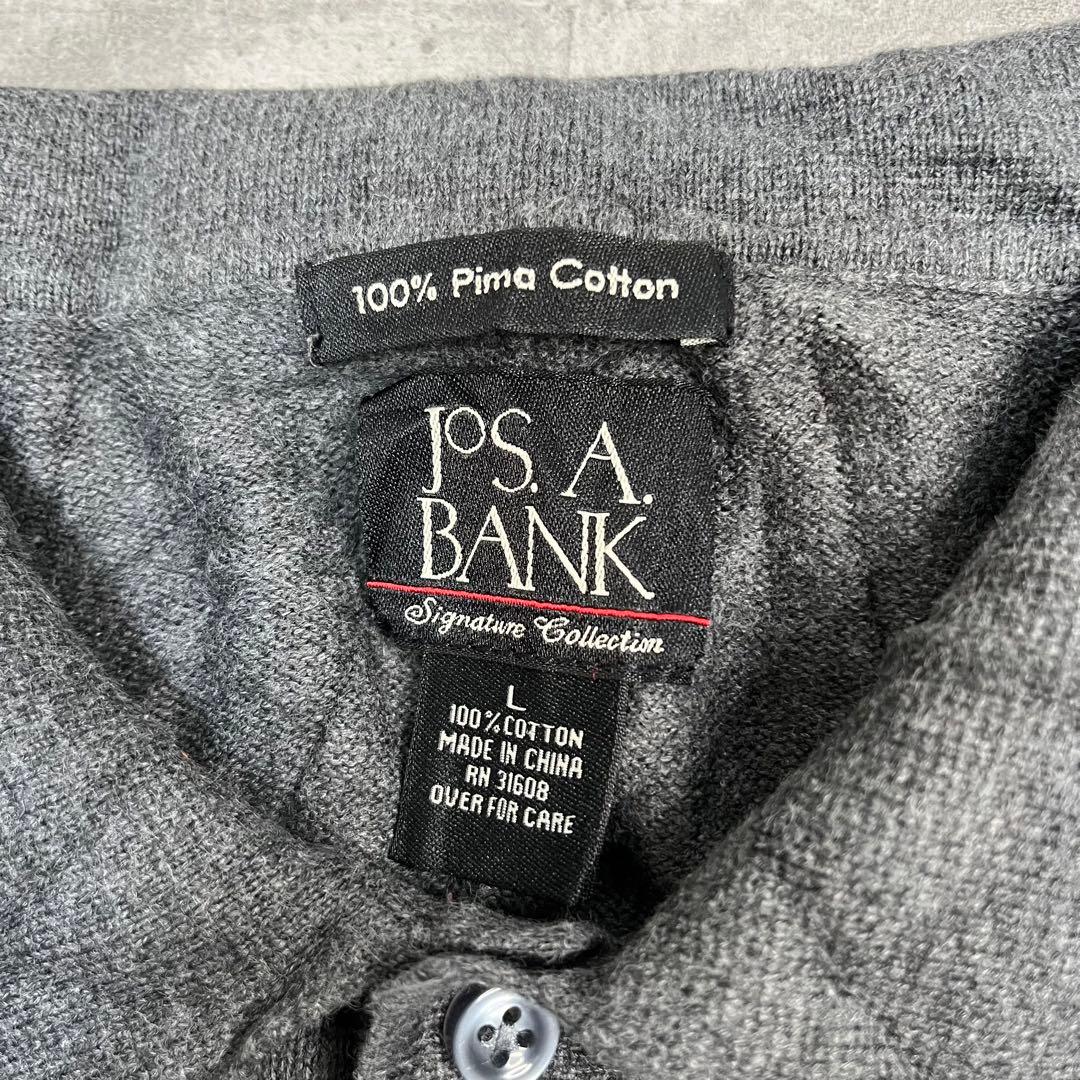 100% Pima Cotton
JOS. A.
BANK
Signature Collection
L
100% COTTON
MADE IN CHINA
RN 31608
OVER FOR CARE